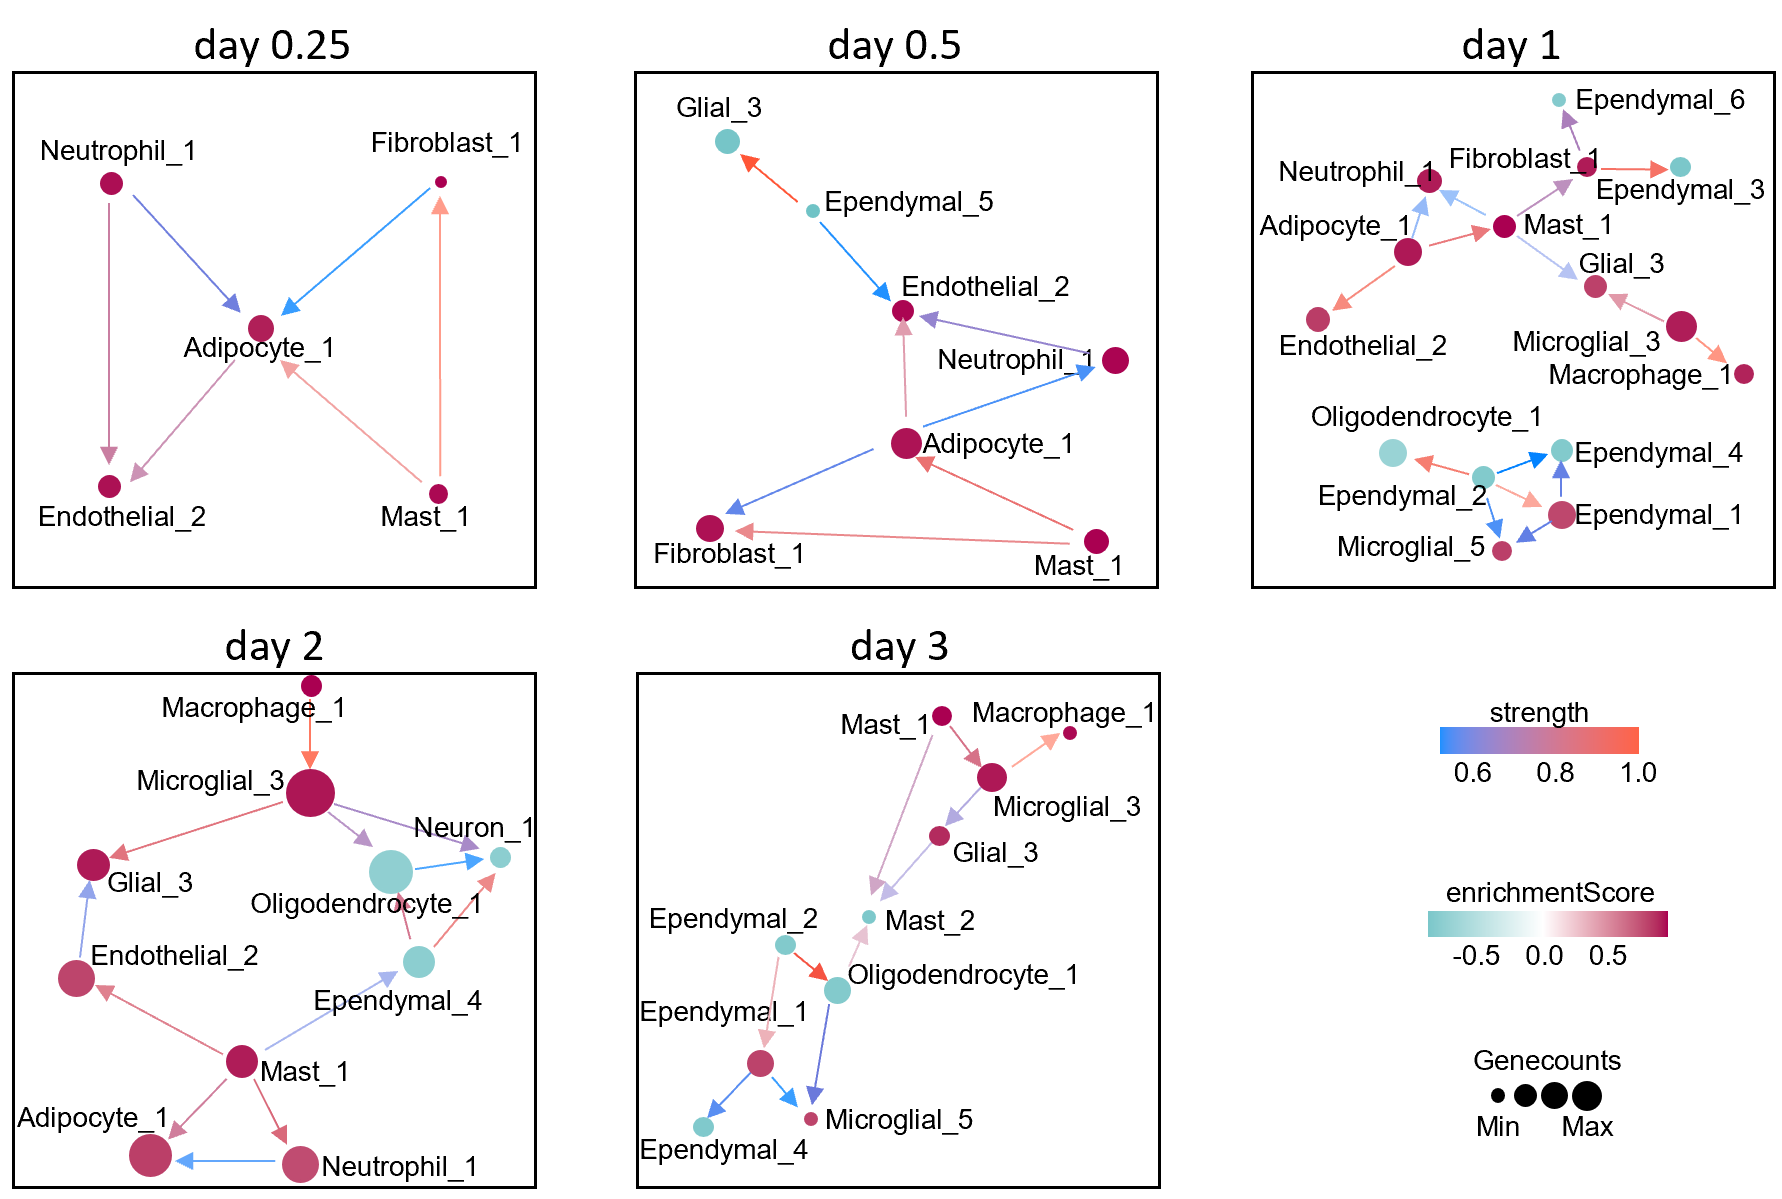 day 0.25
Neutrophil_1
Fibroblast_1
Adipocyte_1
Endothelial_2
Mast_1
day 0.5
Glial_3
Ependymal_5
Endothelial_2
Neutrophil_1
Adipocyte_1
Fibroblast_1
Mast_1
day 1
Ependymal_6
Fibroblast_1
Neutrophil_1
Ependymal_3
Adipocyte_1
Mast_1
Glial_3
Endothelial_2
Microglial_3
Macrophage_1
Oligodendrocyte_1
Ependymal_4
Ependymal_2
Ependymal_1
Microglial_5
day 2
Macrophage_1
Microglial_3
Neuron_1
Glial_3
Oligodendrocyte_1
Endothelial_2
Ependymal_4
Mast_1
Adipocyte_1
Neutrophil_1
day 3
Mast_1
Macrophage_1
Microglial_3
Glial_3
Ependymal_2
Mast_2
Oligodendrocyte_1
Ependymal_1
Microglial_5
Ependymal_4
strength
0.6 0.8 1.0
enrichmentScore
-0.5 0.0 0.5
Genecounts
Min Max